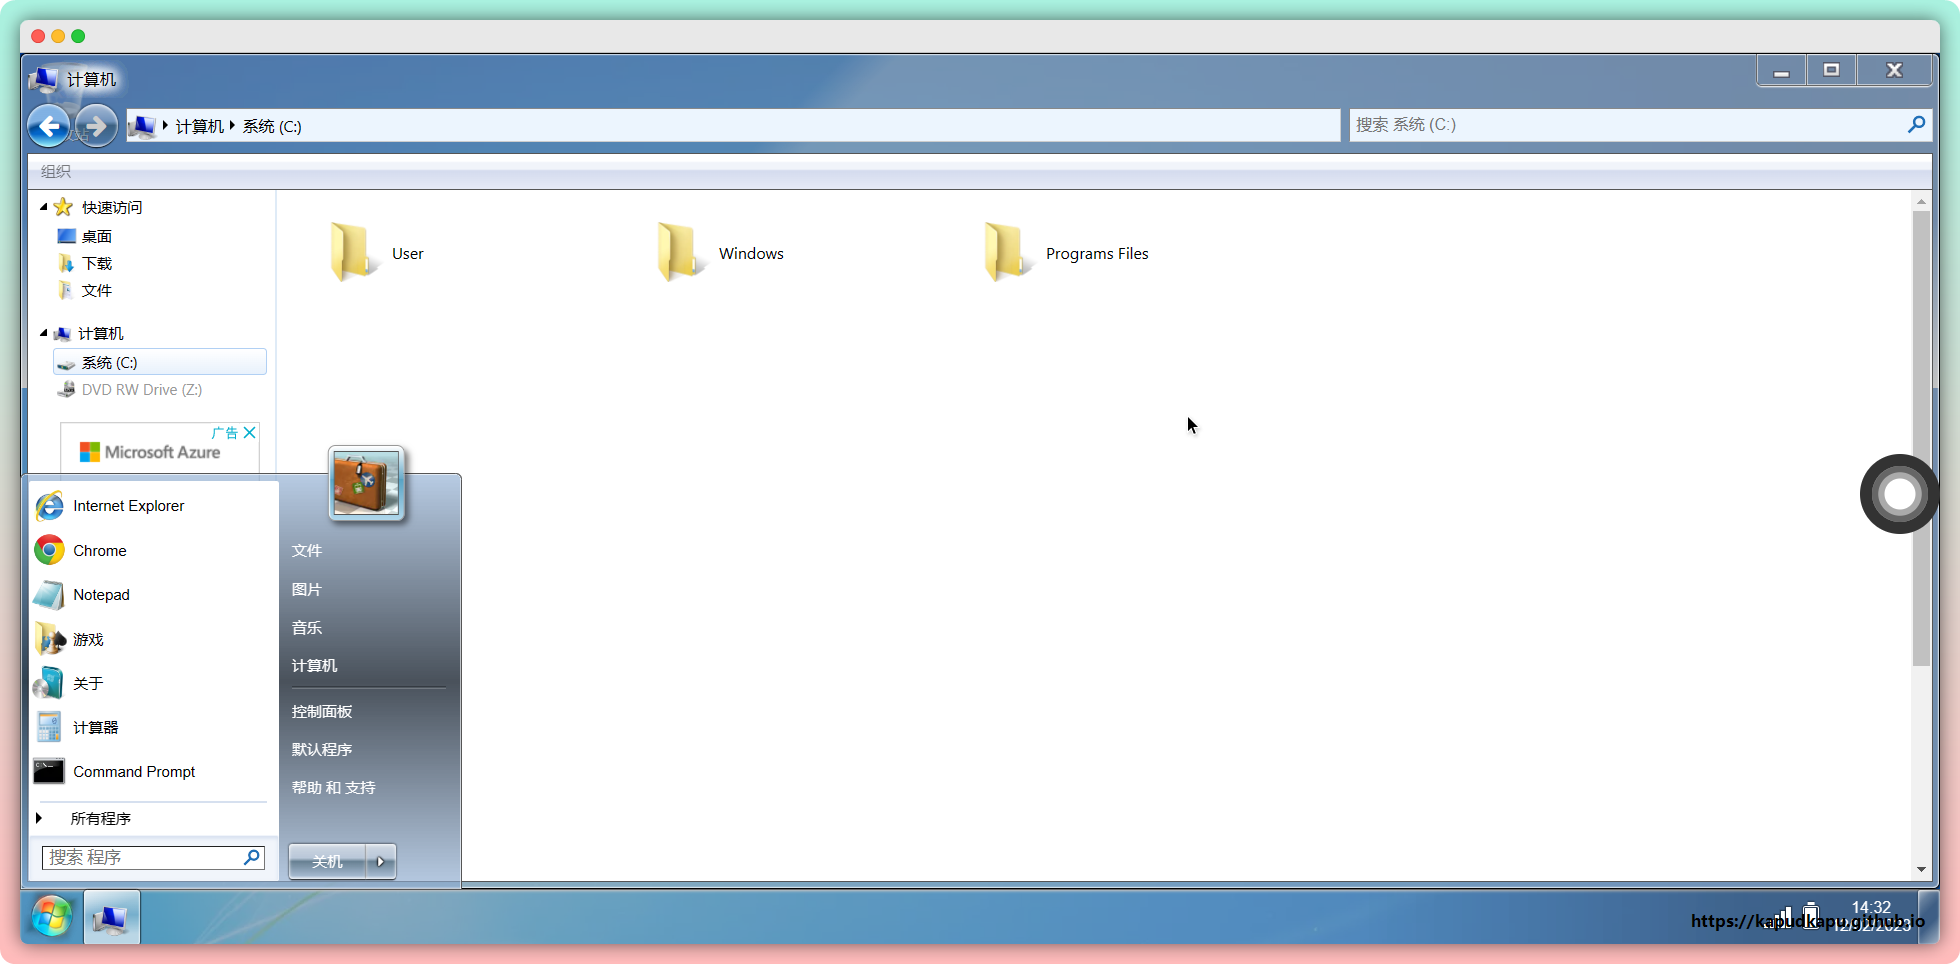 计算机
计算机 系统 (C:)
搜索 系统 (C:)
组织
快速访问
桌面
下载
文件
计算机
系统 (C:)
DVD RW Drive (Z:)
广告
Microsoft Azure
User
Windows
Programs Files
Internet Explorer
Chrome
Notepad
游戏
关于
计算器
Command Prompt
所有程序
搜索 程序
文件
图片
音乐
计算机
控制面板
默认程序
帮助 和 支持
关机
14:32
12/02/2023
https://kapudkapu.github.io